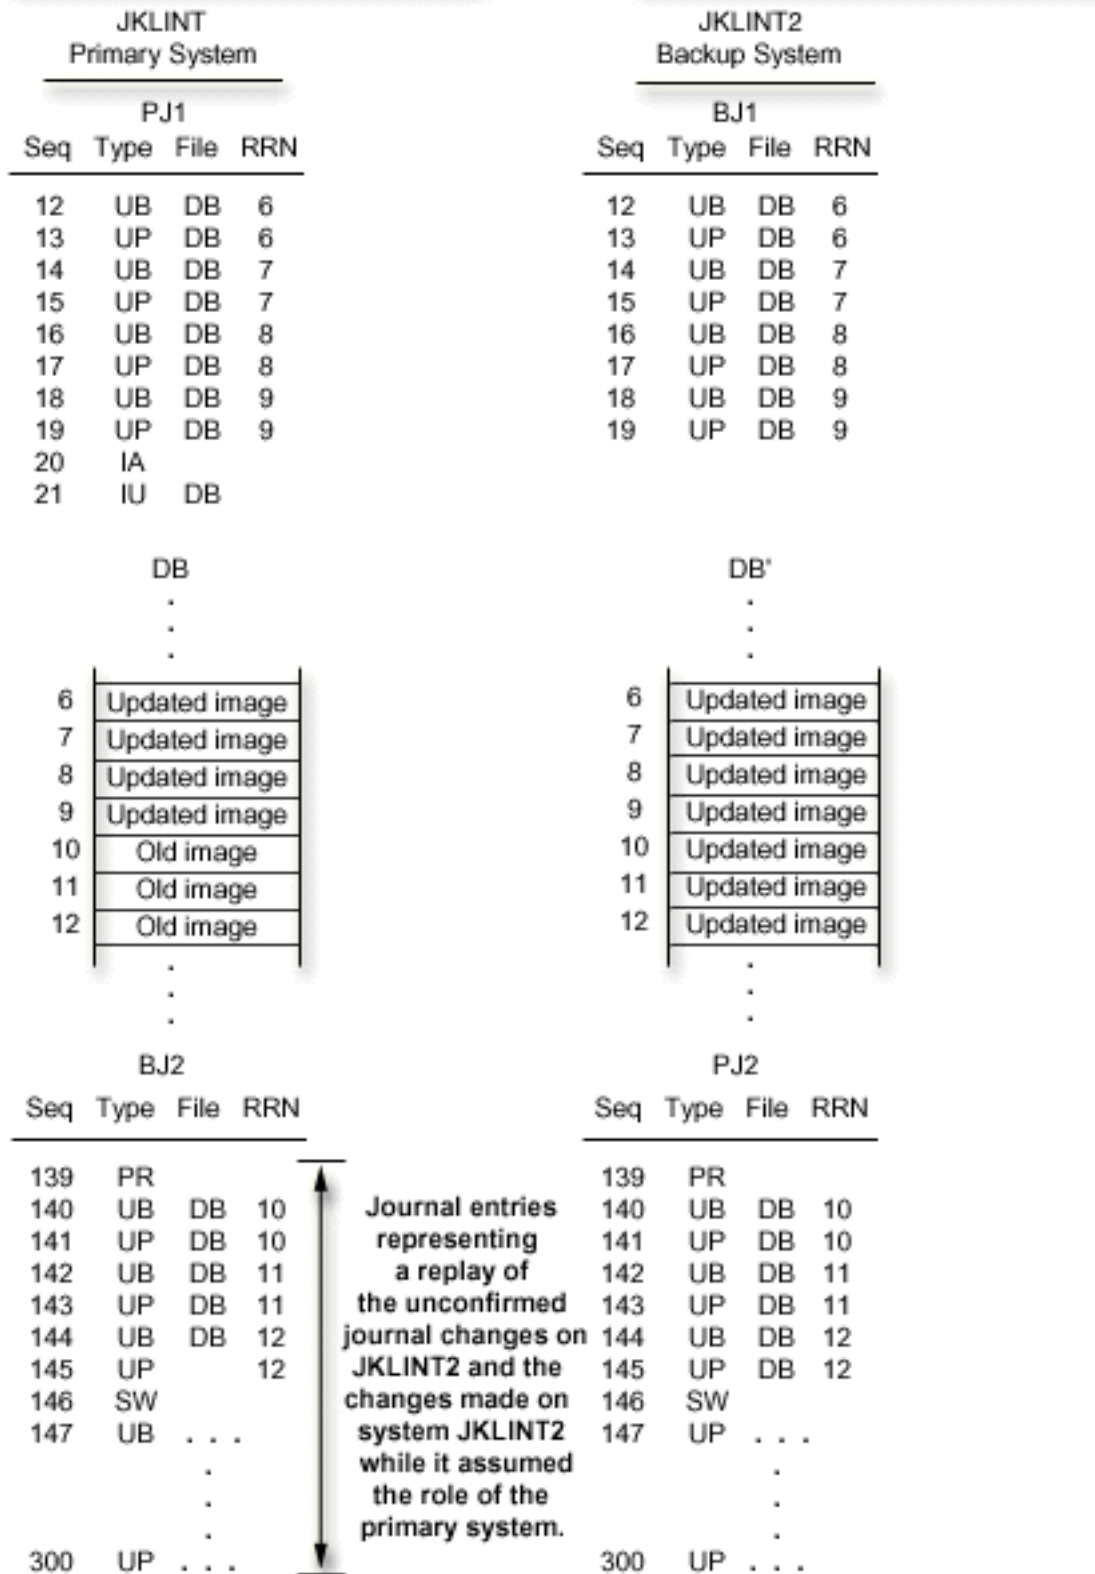 JKLINT
Primary System
PJ1
Seq Type File RRN
12 UB DB 6
13 UP DB 6
14 UB DB 7
15 UP DB 7
16 UB DB 8
17 UP DB 8
18 UB DB 9
19 UP DB 9
20 IA
21 IU DB
DB
.
.
.
6 Updated image
7 Updated image
8 Updated image
9 Updated image
10 Old image
11 Old image
12 Old image
.
.
.
BJ2
Seq Type File RRN
139 PR
140 UB DB 10
141 UP DB 10
142 UB DB 11
143 UP DB 11
144 UB DB 12
145 UP 12
146 SW
147 UB . . .
.
.
.
300 UP . . .
Journal entries
representing
a replay of
the unconfirmed
journal changes on
JKLINT2 and the
changes made on
system JKLINT2
while it assumed
the role of the
primary system.
JKLINT2
Backup System
BJ1
Seq Type File RRN
12 UB DB 6
13 UP DB 6
14 UB DB 7
15 UP DB 7
16 UB DB 8
17 UP DB 8
18 UB DB 9
19 UP DB 9
DB'
.
.
.
6 Updated image
7 Updated image
8 Updated image
9 Updated image
10 Updated image
11 Updated image
12 Updated image
.
.
.
PJ2
Seq Type File RRN
139 PR
140 UB DB 10
141 UP DB 10
142 UB DB 11
143 UP DB 11
144 UB DB 12
145 UP DB 12
146 SW
147 UP . . .
.
.
.
300 UP . . .